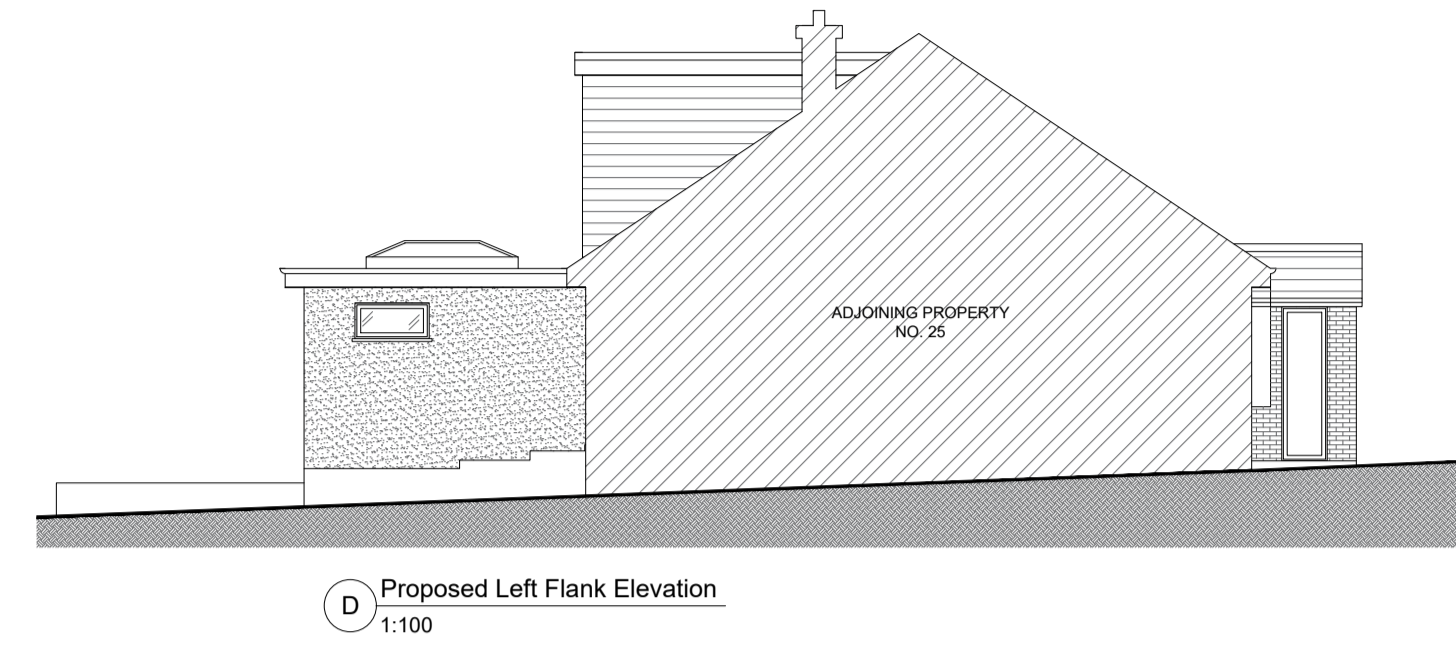 ADJOINING PROPERTY
NO. 25
D
Proposed Left Flank Elevation
1:100